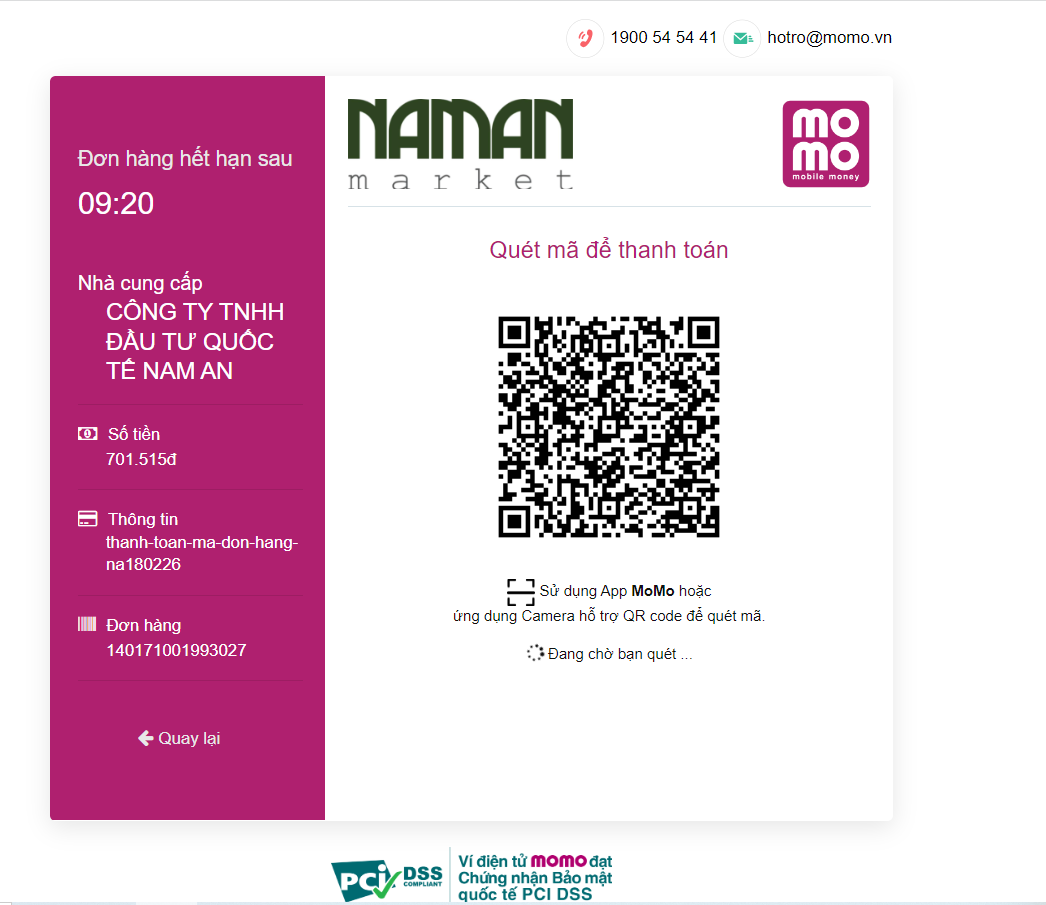 1900 54 54 41 hotro@momo.vn
Đơn hàng hết hạn sau
09:20
Nhà cung cấp
CÔNG TY TNHH
ĐẦU TƯ QUỐC
TẾ NAM AN
Số tiền
701.515đ
Thông tin
thanh-toan-ma-don-hang-
na180226
Đơn hàng
140171001993027
Quay lại
NAMAN
market
mo
mo
mobile money
Quét mã để thanh toán
Sử dụng App MoMo hoặc
ứng dụng Camera hỗ trợ QR code để quét mã.
Đang chờ bạn quét ...
PCI DSS
COMPLIANT
Ví điện tử momo đạt
Chứng nhận Bảo mật
quốc tế PCI DSS